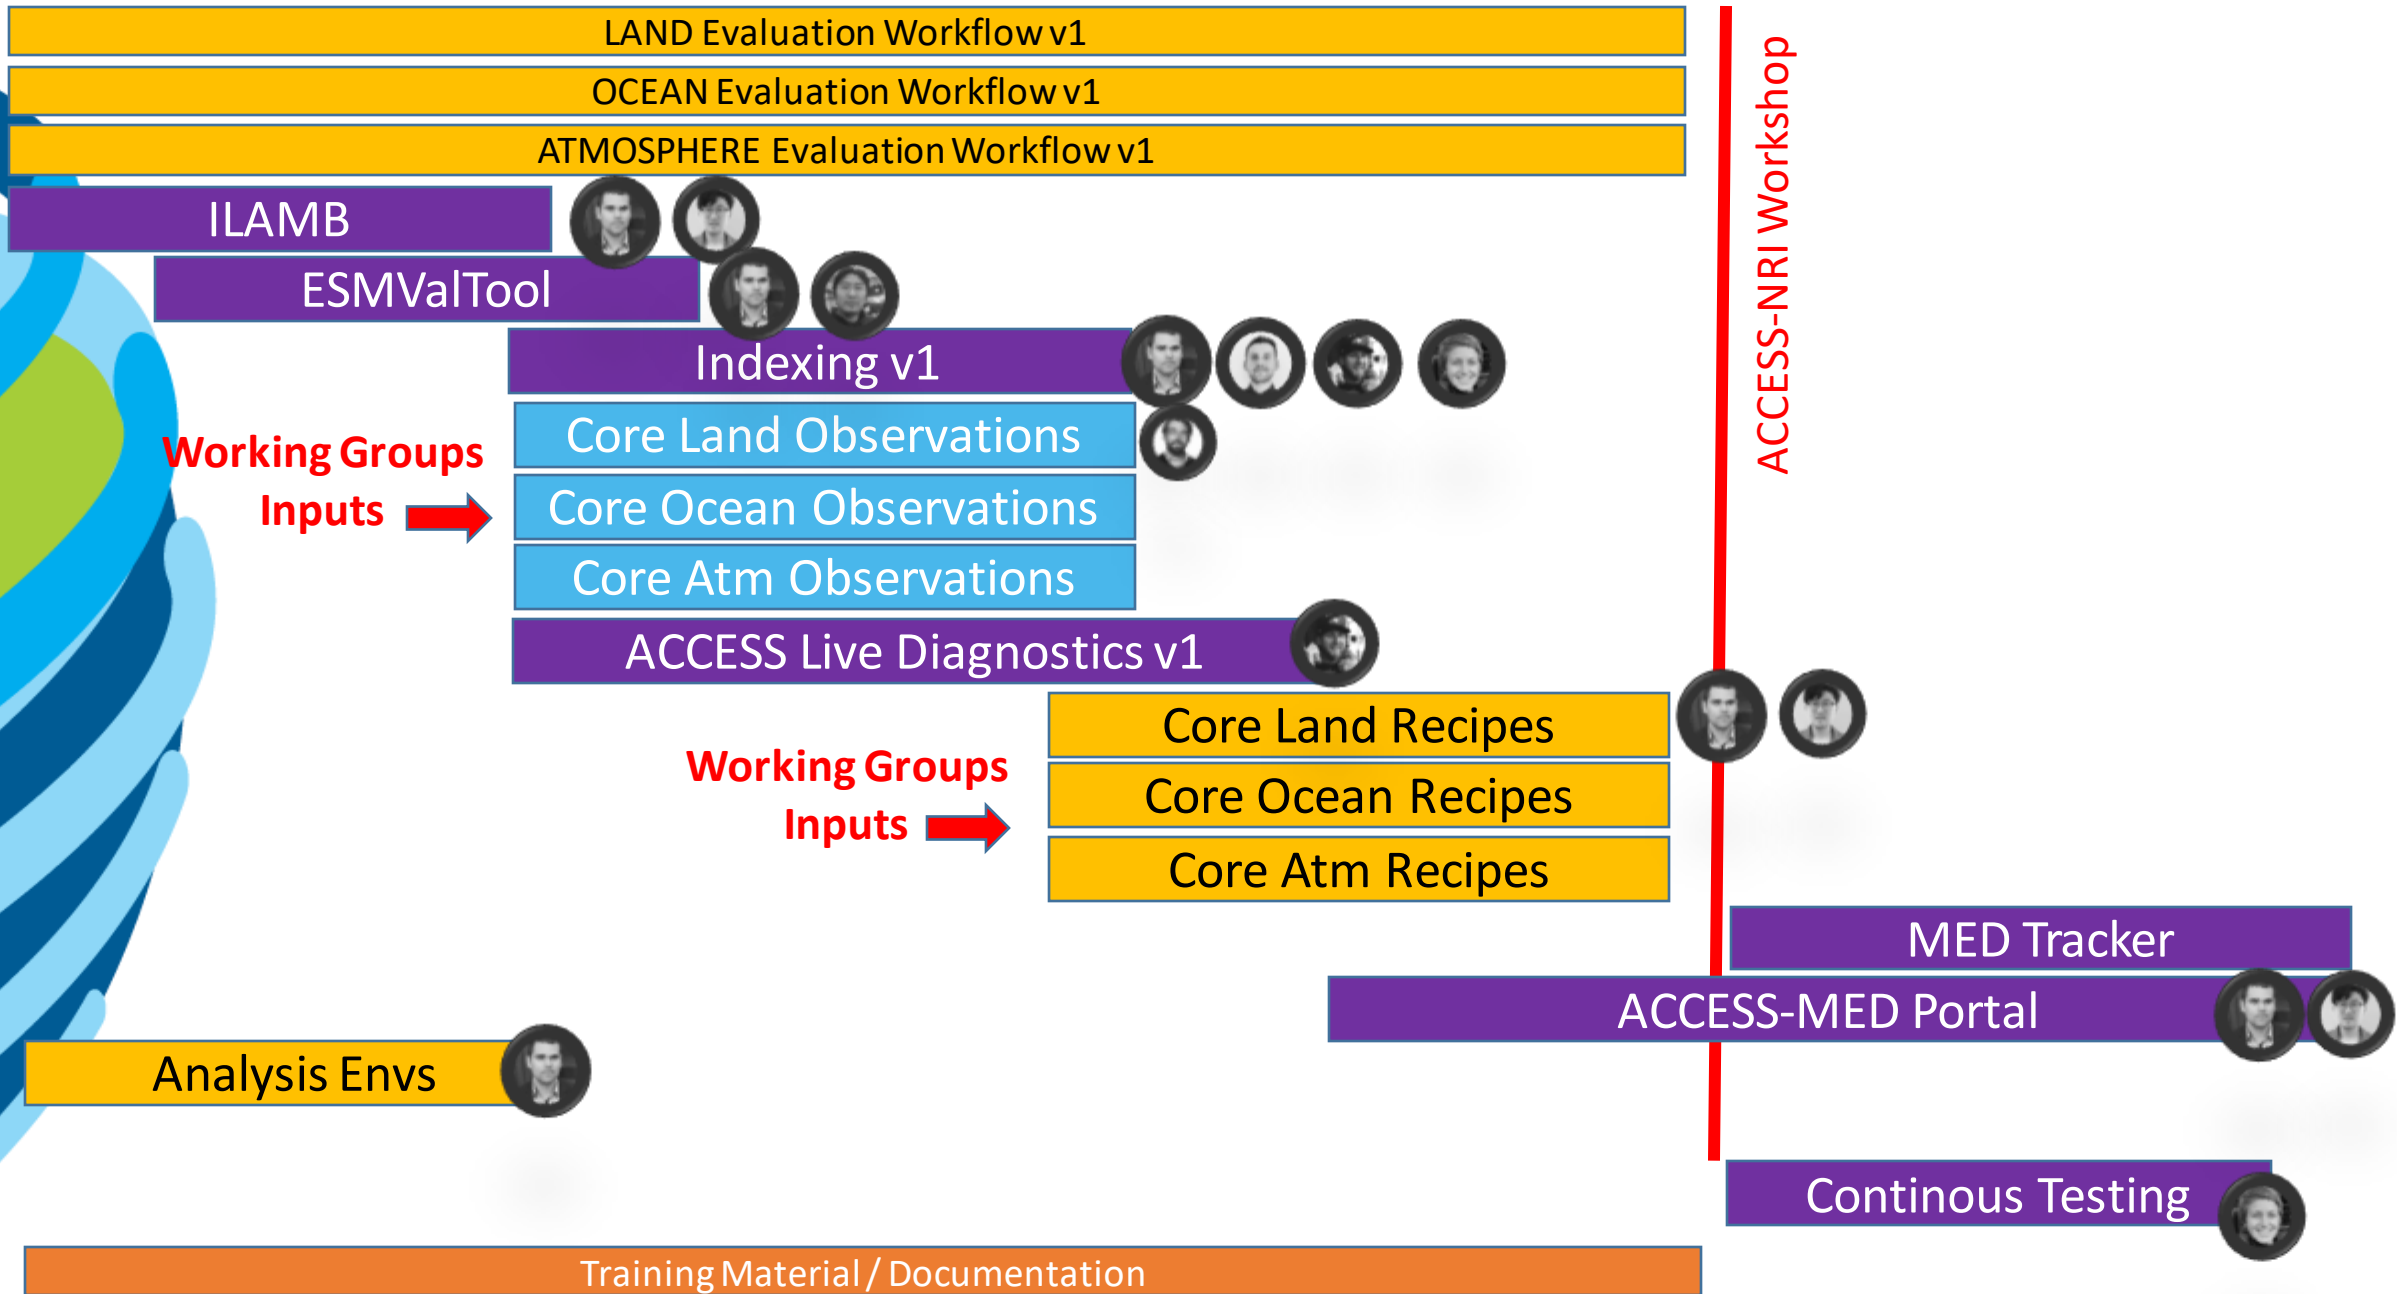 LAND Evaluation Workflow v1
OCEAN Evaluation Workflow v1
ATMOSPHERE Evaluation Workflow v1
ACCESS-NRI Workshop
ILAMB
ESMValTool
Indexing v1
Core Land Observations
Working Groups
Inputs
Core Ocean Observations
Core Atm Observations
ACCESS Live Diagnostics v1
Core Land Recipes
Working Groups
Inputs
Core Ocean Recipes
Core Atm Recipes
MED Tracker
ACCESS-MED Portal
Analysis Envs
Continous Testing
Training Material / Documentation